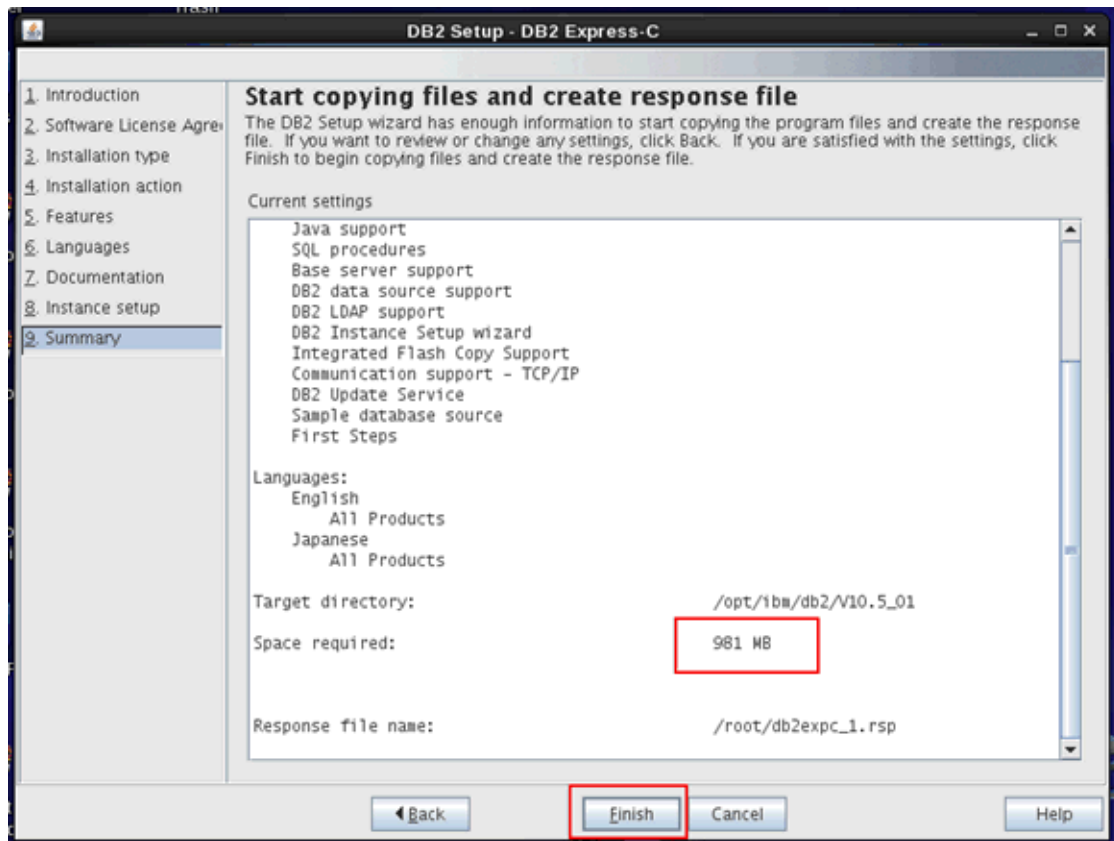 DB2 Setup - DB2 Express-C
1. Introduction
2. Software License Agre
3. Installation type
4. Installation action
5. Features
6. Languages
7. Documentation
8. Instance setup
9. Summary
Start copying files and create response file
The DB2 Setup wizard has enough information to start copying the program files and create the response
file. If you want to review or change any settings, click Back. If you are satisfied with the settings, click
Finish to begin copying files and create the response file.
Current settings
Java support
SQL procedures
Base server support
DB2 data source support
DB2 LDAP support
DB2 Instance Setup wizard
Integrated Flash Copy Support
Communication support - TCP/IP
DB2 Update Service
Sample database source
First Steps
Languages:
English
All Products
Japanese
All Products
Target directory: /opt/ibm/db2/V10.5_01
Space required: 981 MB
Response file name: /root/db2expc_1.rsp
Back Finish Cancel Help